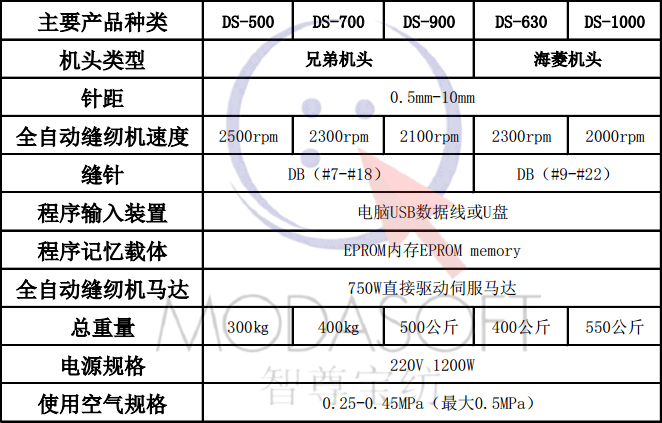 主要产品种类 DS-500 DS-700 DS-900 DS-630 DS-1000
机头类型 兄弟机头 海菱机头
针距 0.5mm-10mm
全自动缝纫机速度 2500rpm 2300rpm 2100rpm 2300rpm 2000rpm
缝针 DB（#7-#18） DB（#9-#22）
程序输入装置 电脑USB数据线或U盘
程序记忆载体 EPROM内存EPROM memory
全自动缝纫机马达 750W直接驱动伺服马达
总重量 300kg 400kg 500公斤 400公斤 550公斤
MODASOFT
电源规格 220V 1200W
智尊宝纺
使用空气规格 0.25-0.45MPa（最大0.5MPa）